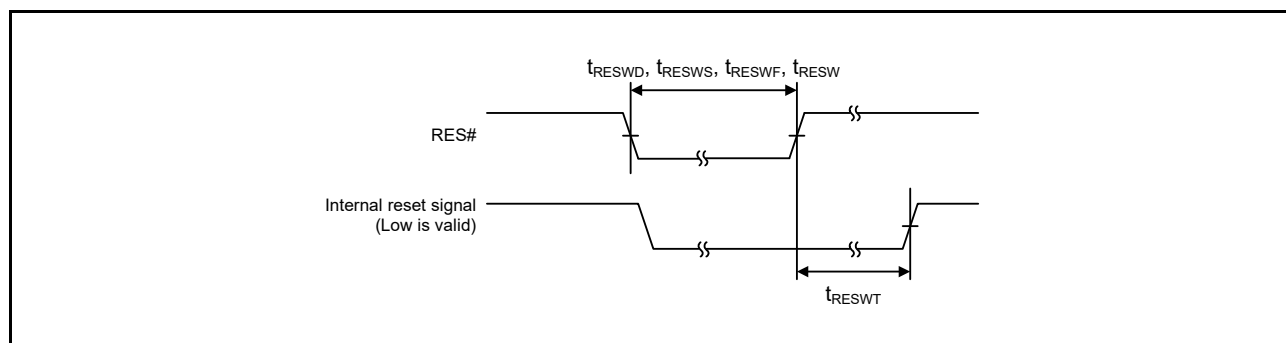 tRESWD, tRESWS, tRESWF, tRESW
RES#
Internal reset signal
(Low is valid)
tRESWT